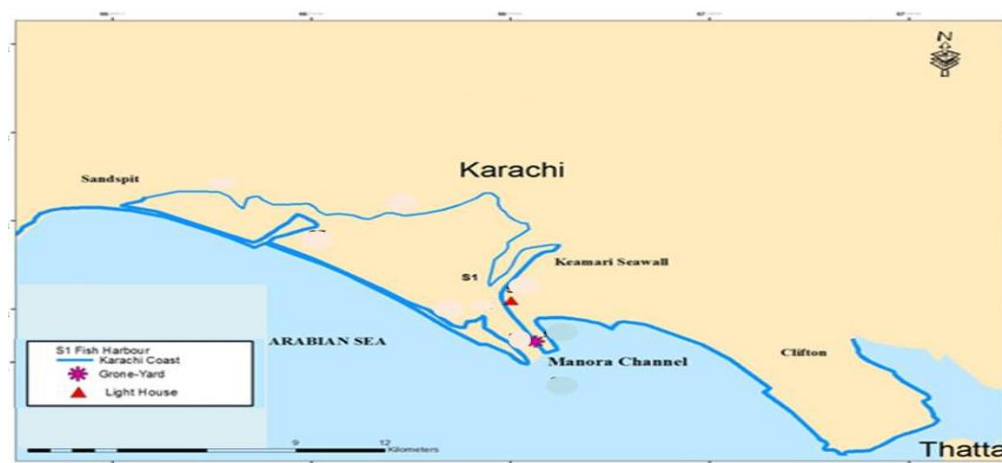 N
Karachi
Sandspit
Keamari Seawall
S1
ARABIAN SEA
Manora Channel
Clifton
S1 Fish Harbour
Karachi Coast
Grone-Yard
Light House
9
12
Kilometers
Thatta